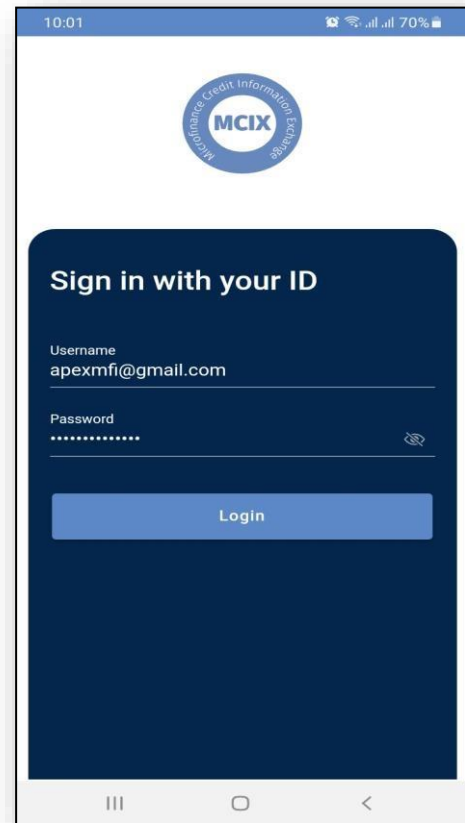 10:01 70%
Microfinance Credit Information Exchange
MCIX
Sign in with your ID
Username
apexmfi@gmail.com
Password
••••••••••••••
Login